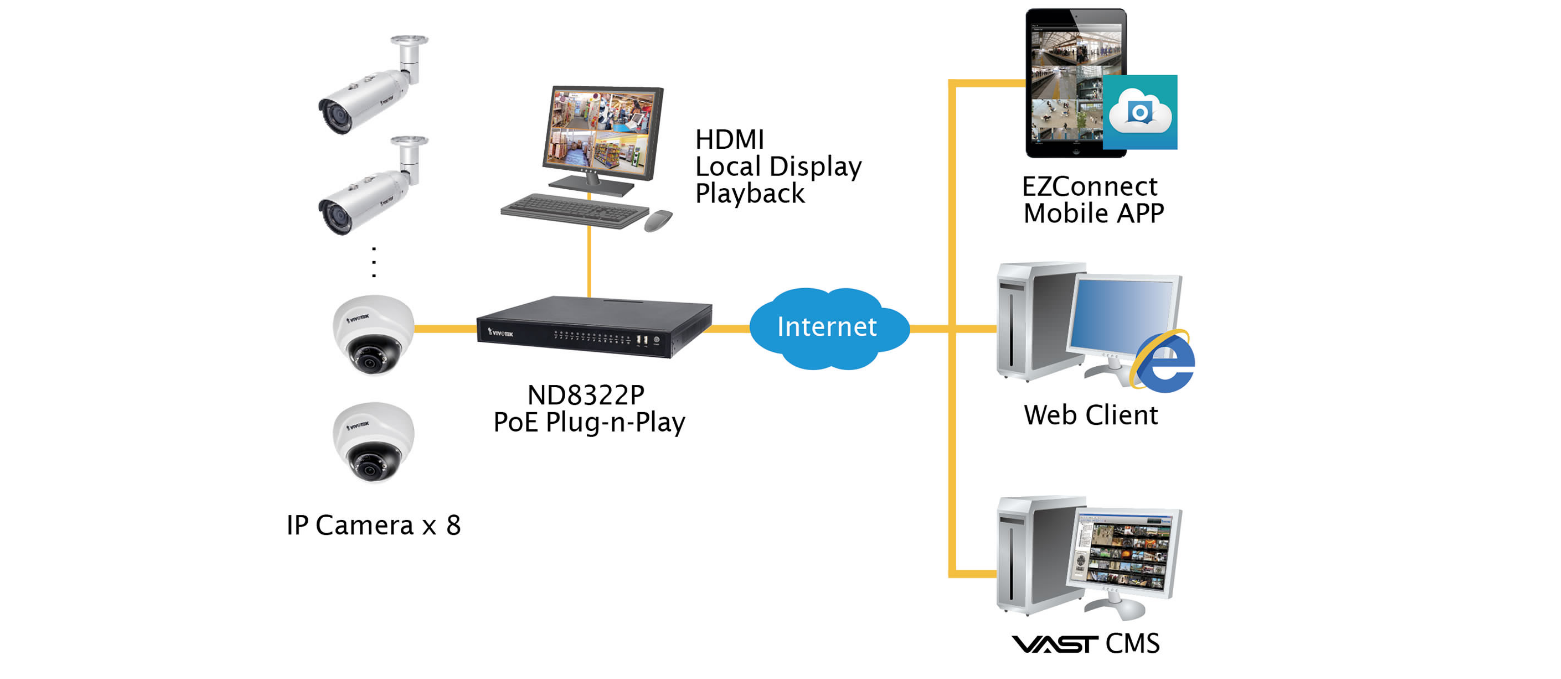 HDMI
Local Display
Playback
EZConnect
Mobile APP
VIVOTEK
Internet
ND8322P
PoE Plug-n-Play
Web Client
VIVOTEK
IP Camera x 8
VAST CMS